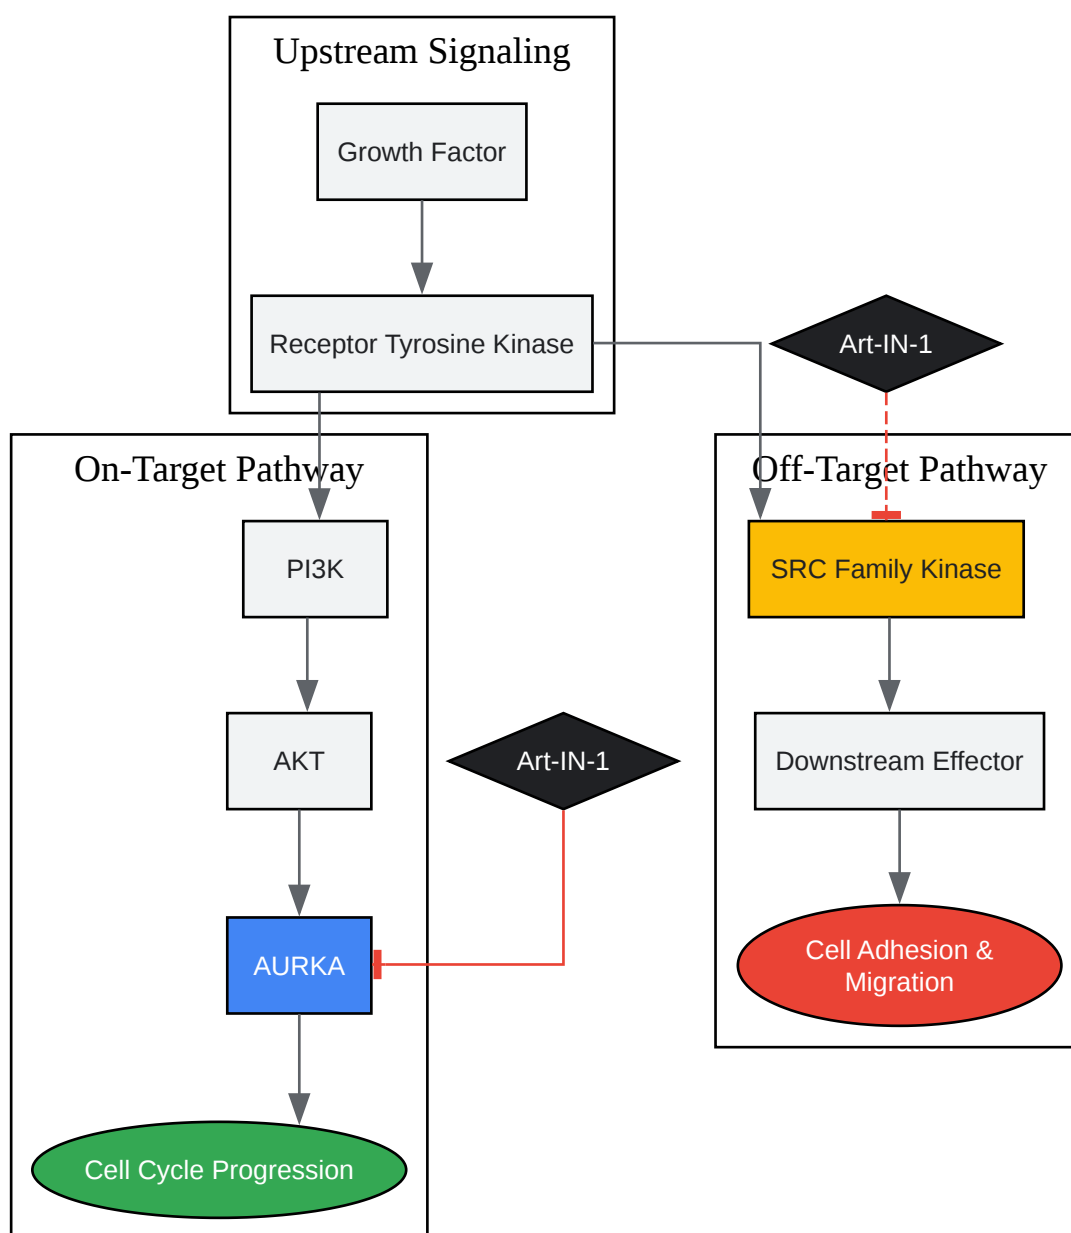 Upstream Signaling
Growth Factor
Receptor Tyrosine Kinase
Art-IN-1
On-Target Pathway
Off-Target Pathway
PI3K
SRC Family Kinase
AKT
Art-IN-1
Downstream Effector
AURKA
Cell Adhesion &
Migration
Cell Cycle Progression